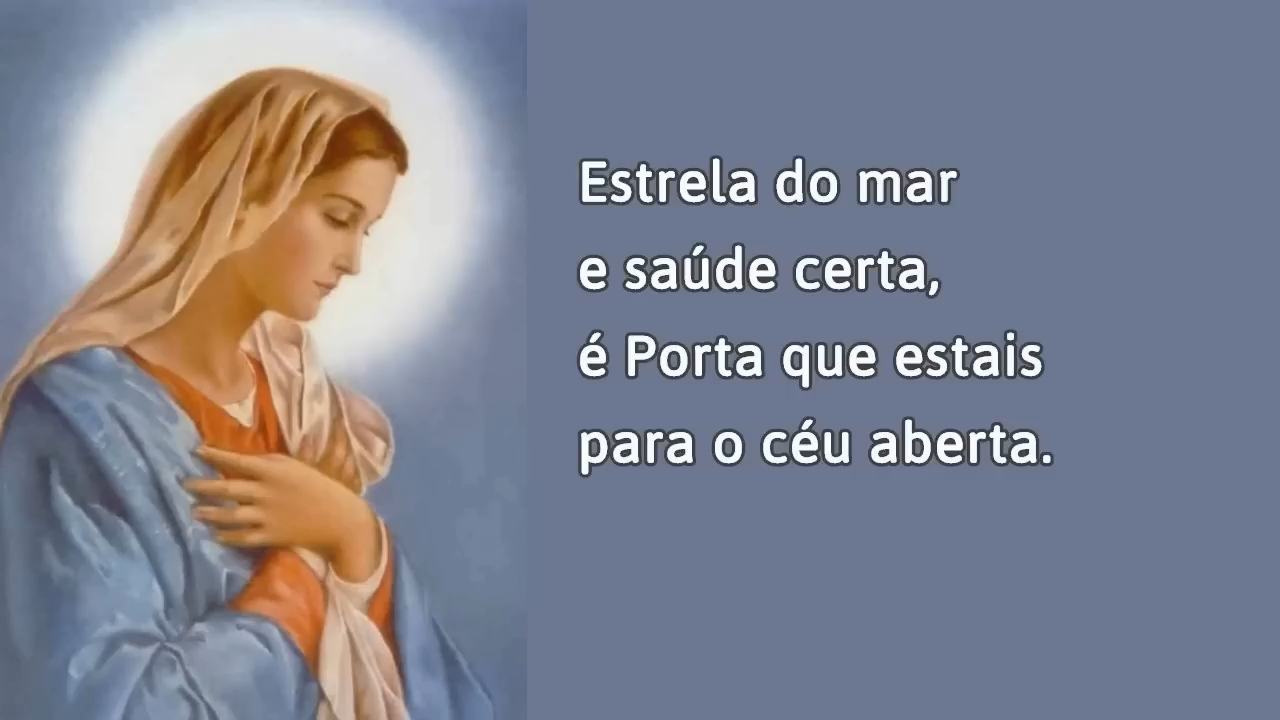 Estrela do mar
e saúde certa,
é Porta que estais
para o céu aberta.